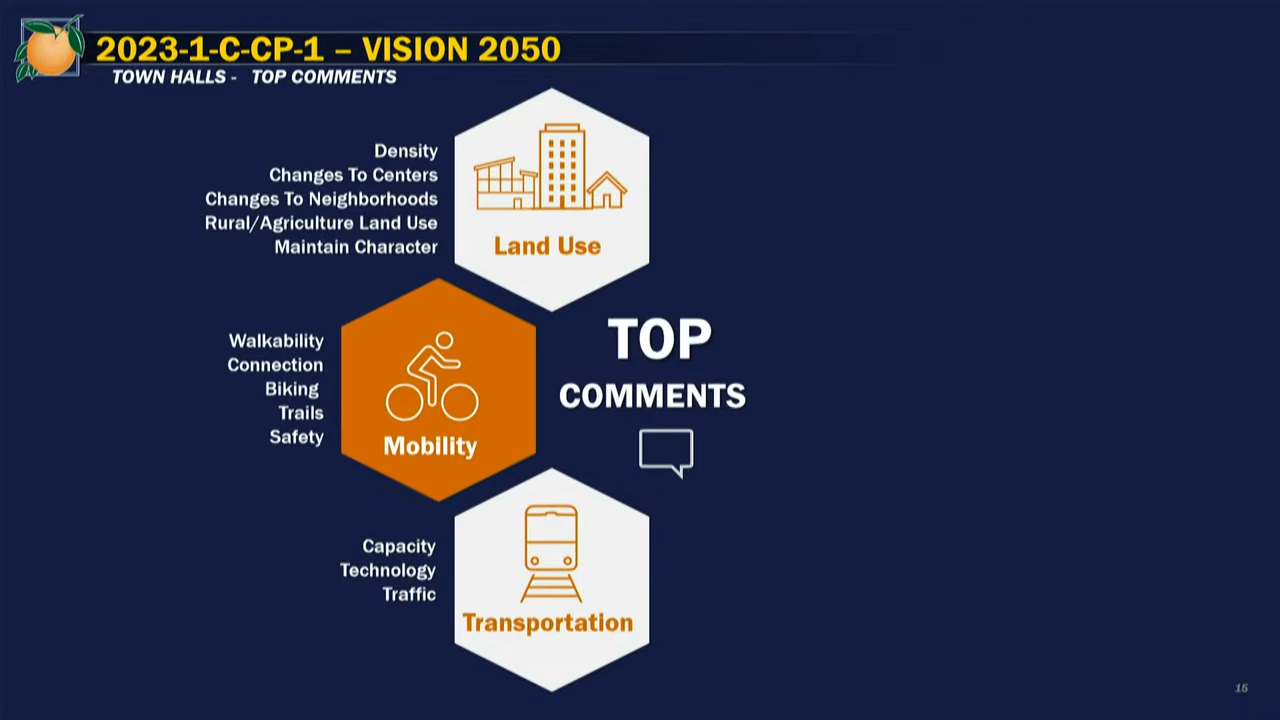 2023-1-C-CP-1 – VISION 2050
TOWN HALLS - TOP COMMENTS
Density
Changes To Centers
Changes To Neighborhoods
Rural/Agriculture Land Use
Maintain Character
Land Use
Walkability
Connection
Biking
Trails
Safety
Mobility
TOP
COMMENTS
Capacity
Technology
Traffic
Transportation
15